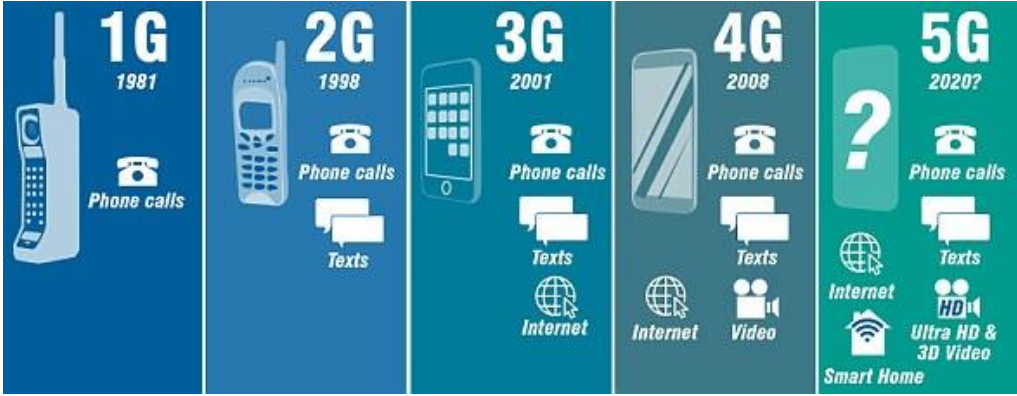 1G
1981
Phone calls
2G
1998
Phone calls
Texts
3G
2001
Phone calls
Texts
Internet
4G
2008
Phone calls
Texts
Internet
Video
5G
2020?
?
Phone calls
Texts
Internet
HD
Ultra HD &
3D Video
Smart Home